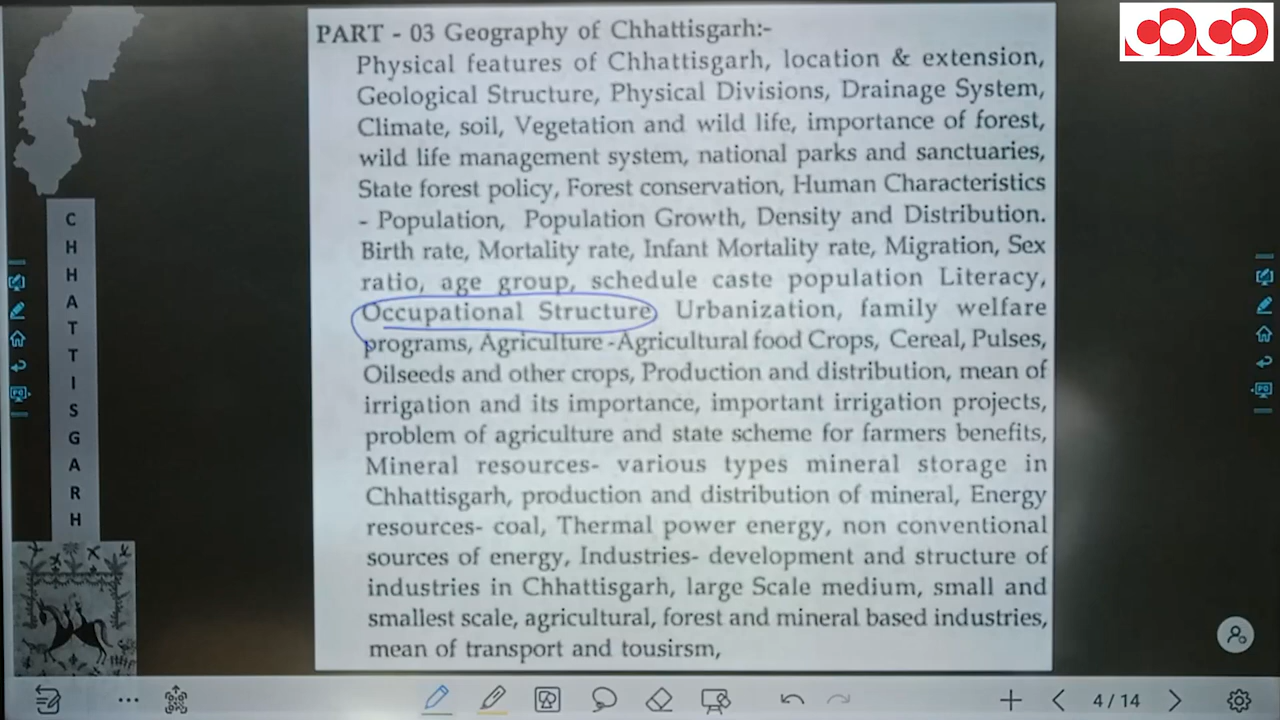 PART - 03 Geography of Chhattisgarh:-
Physical features of Chhattisgarh, location & extension,
Geological Structure, Physical Divisions, Drainage System,
Climate, soil, Vegetation and wild life, importance of forest,
wild life management system, national parks and sanctuaries,
State forest policy, Forest conservation, Human Characteristics
- Population, Population Growth, Density and Distribution.
Birth rate, Mortality rate, Infant Mortality rate, Migration, Sex
ratio, age group, schedule caste population Literacy,
Occupational Structure Urbanization, family welfare
programs, Agriculture -Agricultural food Crops, Cereal, Pulses,
Oilseeds and other crops, Production and distribution, mean of
irrigation and its importance, important irrigation projects,
problem of agriculture and state scheme for farmers benefits,
Mineral resources- various types mineral storage in
Chhattisgarh, production and distribution of mineral, Energy
resources- coal, Thermal power energy, non conventional
sources of energy, Industries- development and structure of
industries in Chhattisgarh, large Scale medium, small and
smallest scale, agricultural, forest and mineral based industries,
mean of transport and tousirsm,
CHHATTISGARH
4/14